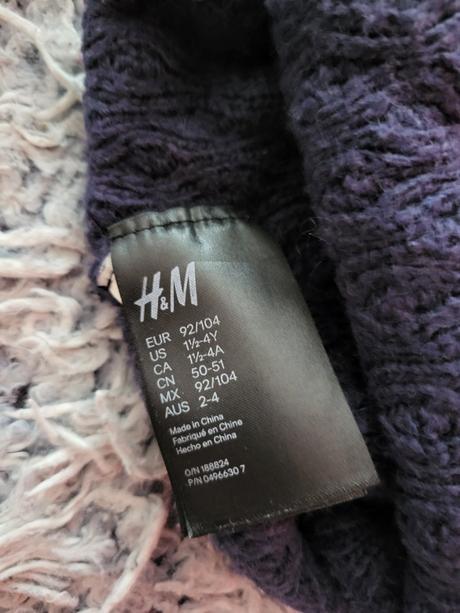 H&M
EUR 92/104
US 1½-4Y
CA 1½-4A
CN 50-51
MX 92/104
AUS 2-4
Made in China
Fabriqué en Chine
Hecho en China
O/N 188824
P/N 0496630 7